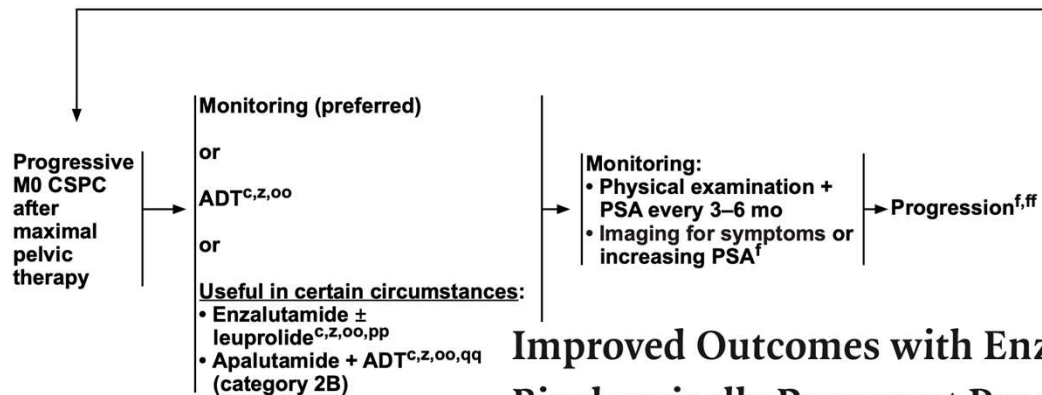 Progressive
M0 CSPC
after
maximal
pelvic
therapy
Monitoring (preferred)
or
ADTc,z,oo
or
Useful in certain circumstances:
• Enzalutamide ±
leuprolidec,z,oo,pp
• Apalutamide + ADTc,z,oo,qq
(category 2B)
Monitoring:
• Physical examination +
PSA every 3–6 mo
• Imaging for symptoms or
increasing PSAf
Progressionf,ff
Improved Outcomes with Enz